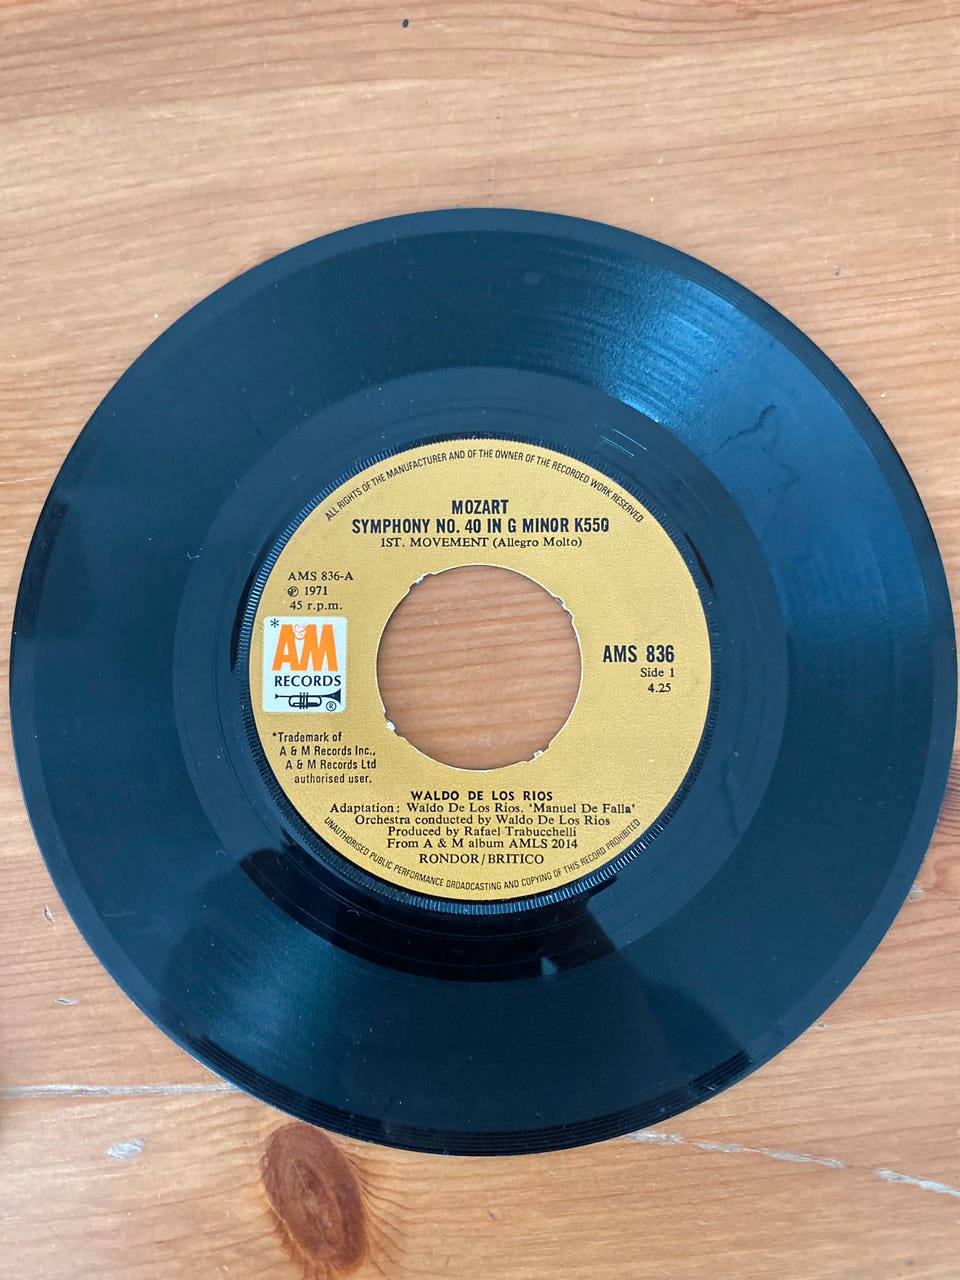 ALL RIGHTS OF THE MANUFACTURER AND OF THE OWNER OF THE RECORDED WORK RESERVED
MOZART
SYMPHONY NO. 40 IN G MINOR K550
1ST. MOVEMENT (Allegro Molto)
AMS 836-A
℗ 1971
45 r.p.m.
*A&M
RECORDS
®
AMS 836
Side 1
4.25
*Trademark of
A & M Records Inc.,
A & M Records Ltd
authorised user.
WALDO DE LOS RIOS
Adaptation: Waldo De Los Rios. 'Manuel De Falla'
Orchestra conducted by Waldo De Los Rios
Produced by Rafael Trabucchelli
From A & M album AMLS 2014
RONDOR/BRITICO
UNAUTHORISED PUBLIC PERFORMANCE BROADCASTING AND COPYING OF THIS RECORD PROHIBITED